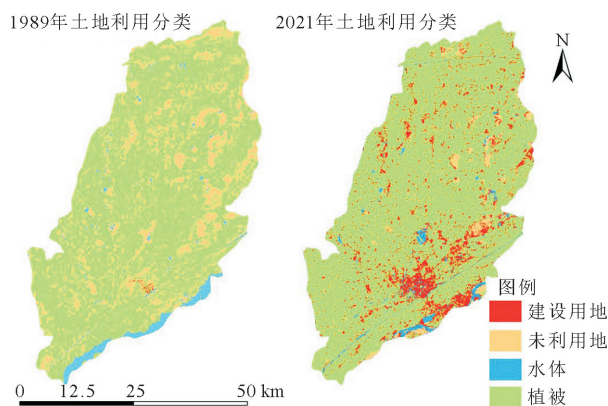 1989年土地利用分类
2021年土地利用分类
N
图例
建设用地
未利用地
水体
植被
0 12.5 25 50 km